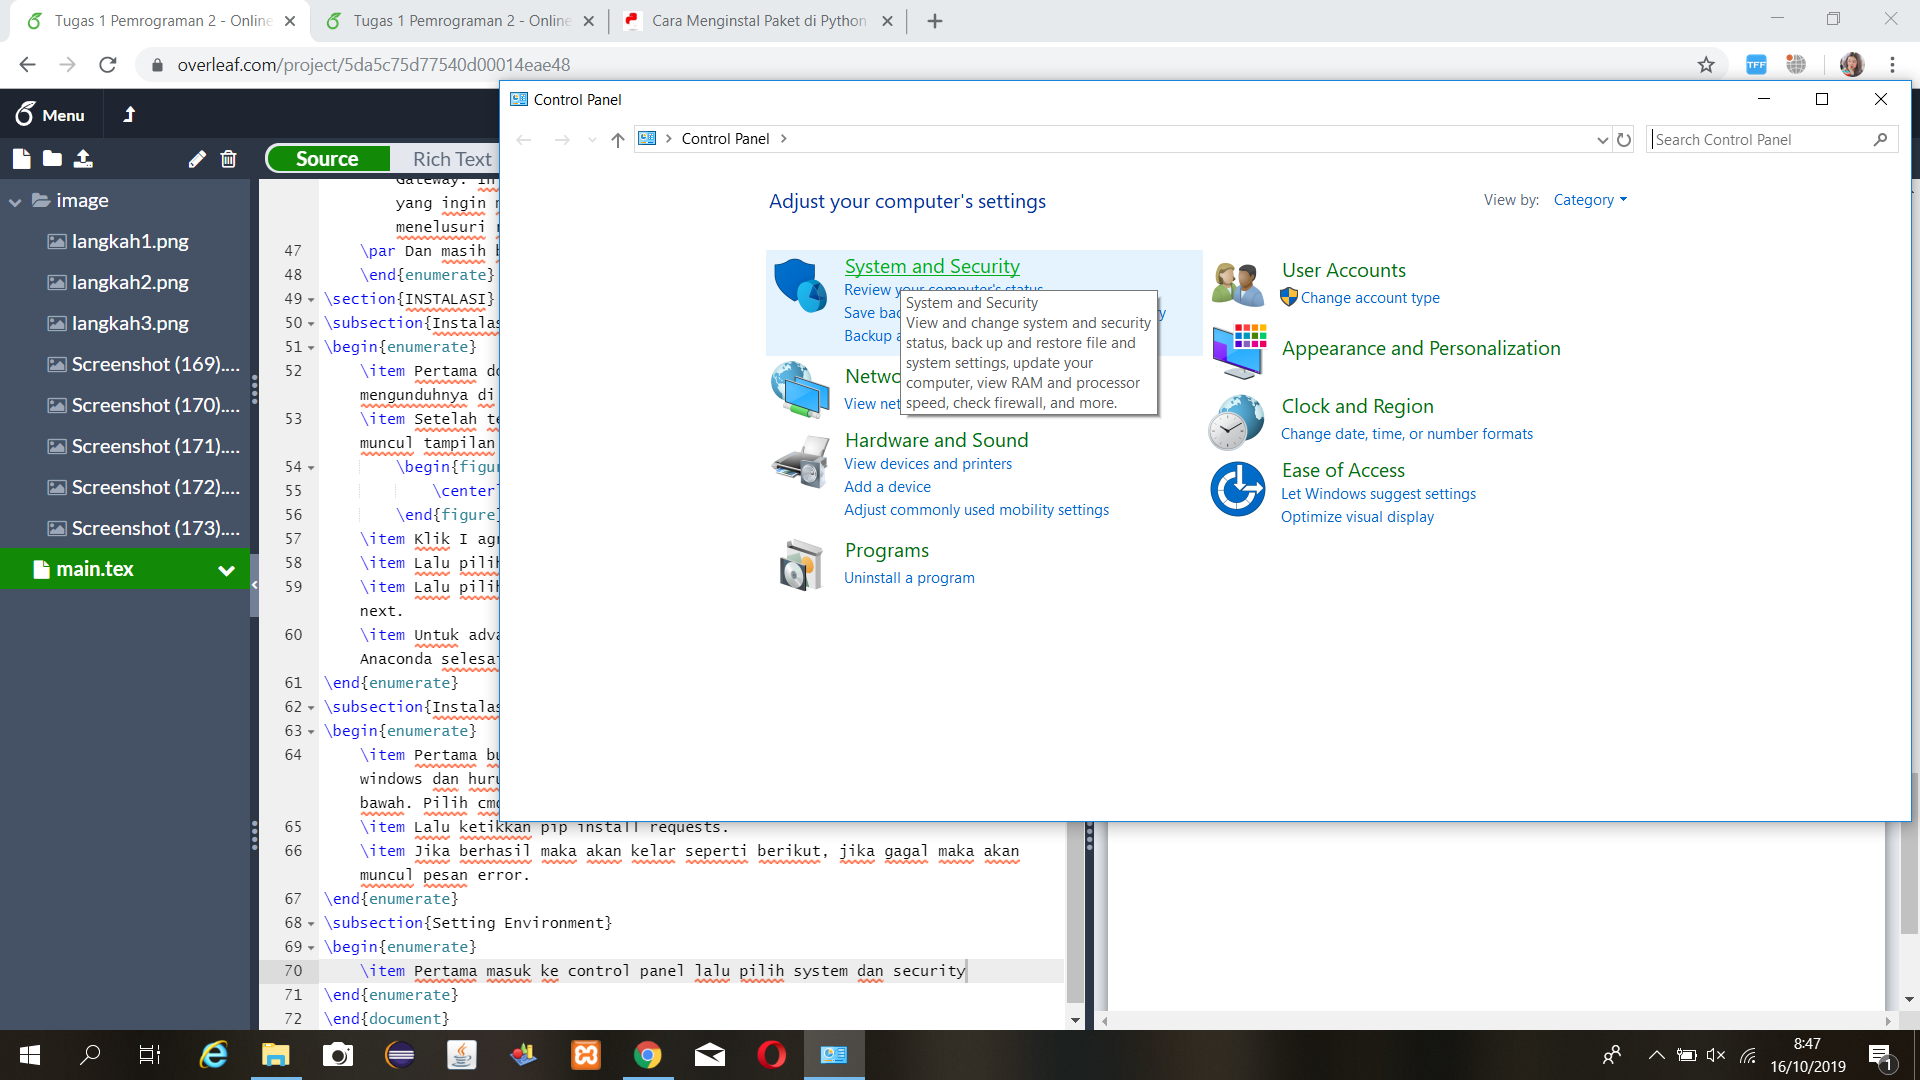 Tugas 1 Pemrograman 2 - Online
Tugas 1 Pemrograman 2 - Online
Cara Menginstal Paket di Python
overleaf.com/project/5da5c75d77540d00014eae48
TFF
Menu
Source
Rich Text
image
langkah1.png
langkah2.png
langkah3.png
Screenshot (169)....
Screenshot (170)....
Screenshot (171)....
Screenshot (172)....
Screenshot (173)....
main.tex
Gateway.
yang ingin
menelusuri
47 \par Dan masih
48 \end{enumerate}
49 \section{INSTALASI}
50 \subsection{Instalas
51 \begin{enumerate}
52 \item Pertama do
mengunduhnya di
53 \item Setelah te
muncul tampilan
54 \begin{figur
55 \center
56 \end{figure
57 \item Klik I agr
58 \item Lalu pilih
59 \item Lalu pilih
next.
60 \item Untuk adva
Anaconda selesai
61 \end{enumerate}
62 \subsection{Instalas
63 \begin{enumerate}
64 \item Pertama bu
windows dan huru
bawah. Pilih cmd
65 \item Lalu ketikkan pip install requests.
66 \item Jika berhasil maka akan kelar seperti berikut, jika gagal maka akan
muncul pesan error.
67 \end{enumerate}
68 \subsection{Setting Environment}
69 \begin{enumerate}
70 \item Pertama masuk ke control panel lalu pilih system dan security
71 \end{enumerate}
72 \end{document}
Control Panel
Control Panel
Search Control Panel
Adjust your computer's settings
View by: Category
System and Security
Review your computer's status
Save bac
Backup a
System and Security
View and change system and security
status, back up and restore file and
system settings, update your
computer, view RAM and processor
speed, check firewall, and more.
Netwo
View net
Hardware and Sound
View devices and printers
Add a device
Adjust commonly used mobility settings
Programs
Uninstall a program
User Accounts
Change account type
Appearance and Personalization
Clock and Region
Change date, time, or number formats
Ease of Access
Let Windows suggest settings
Optimize visual display
8:47
16/10/2019
1